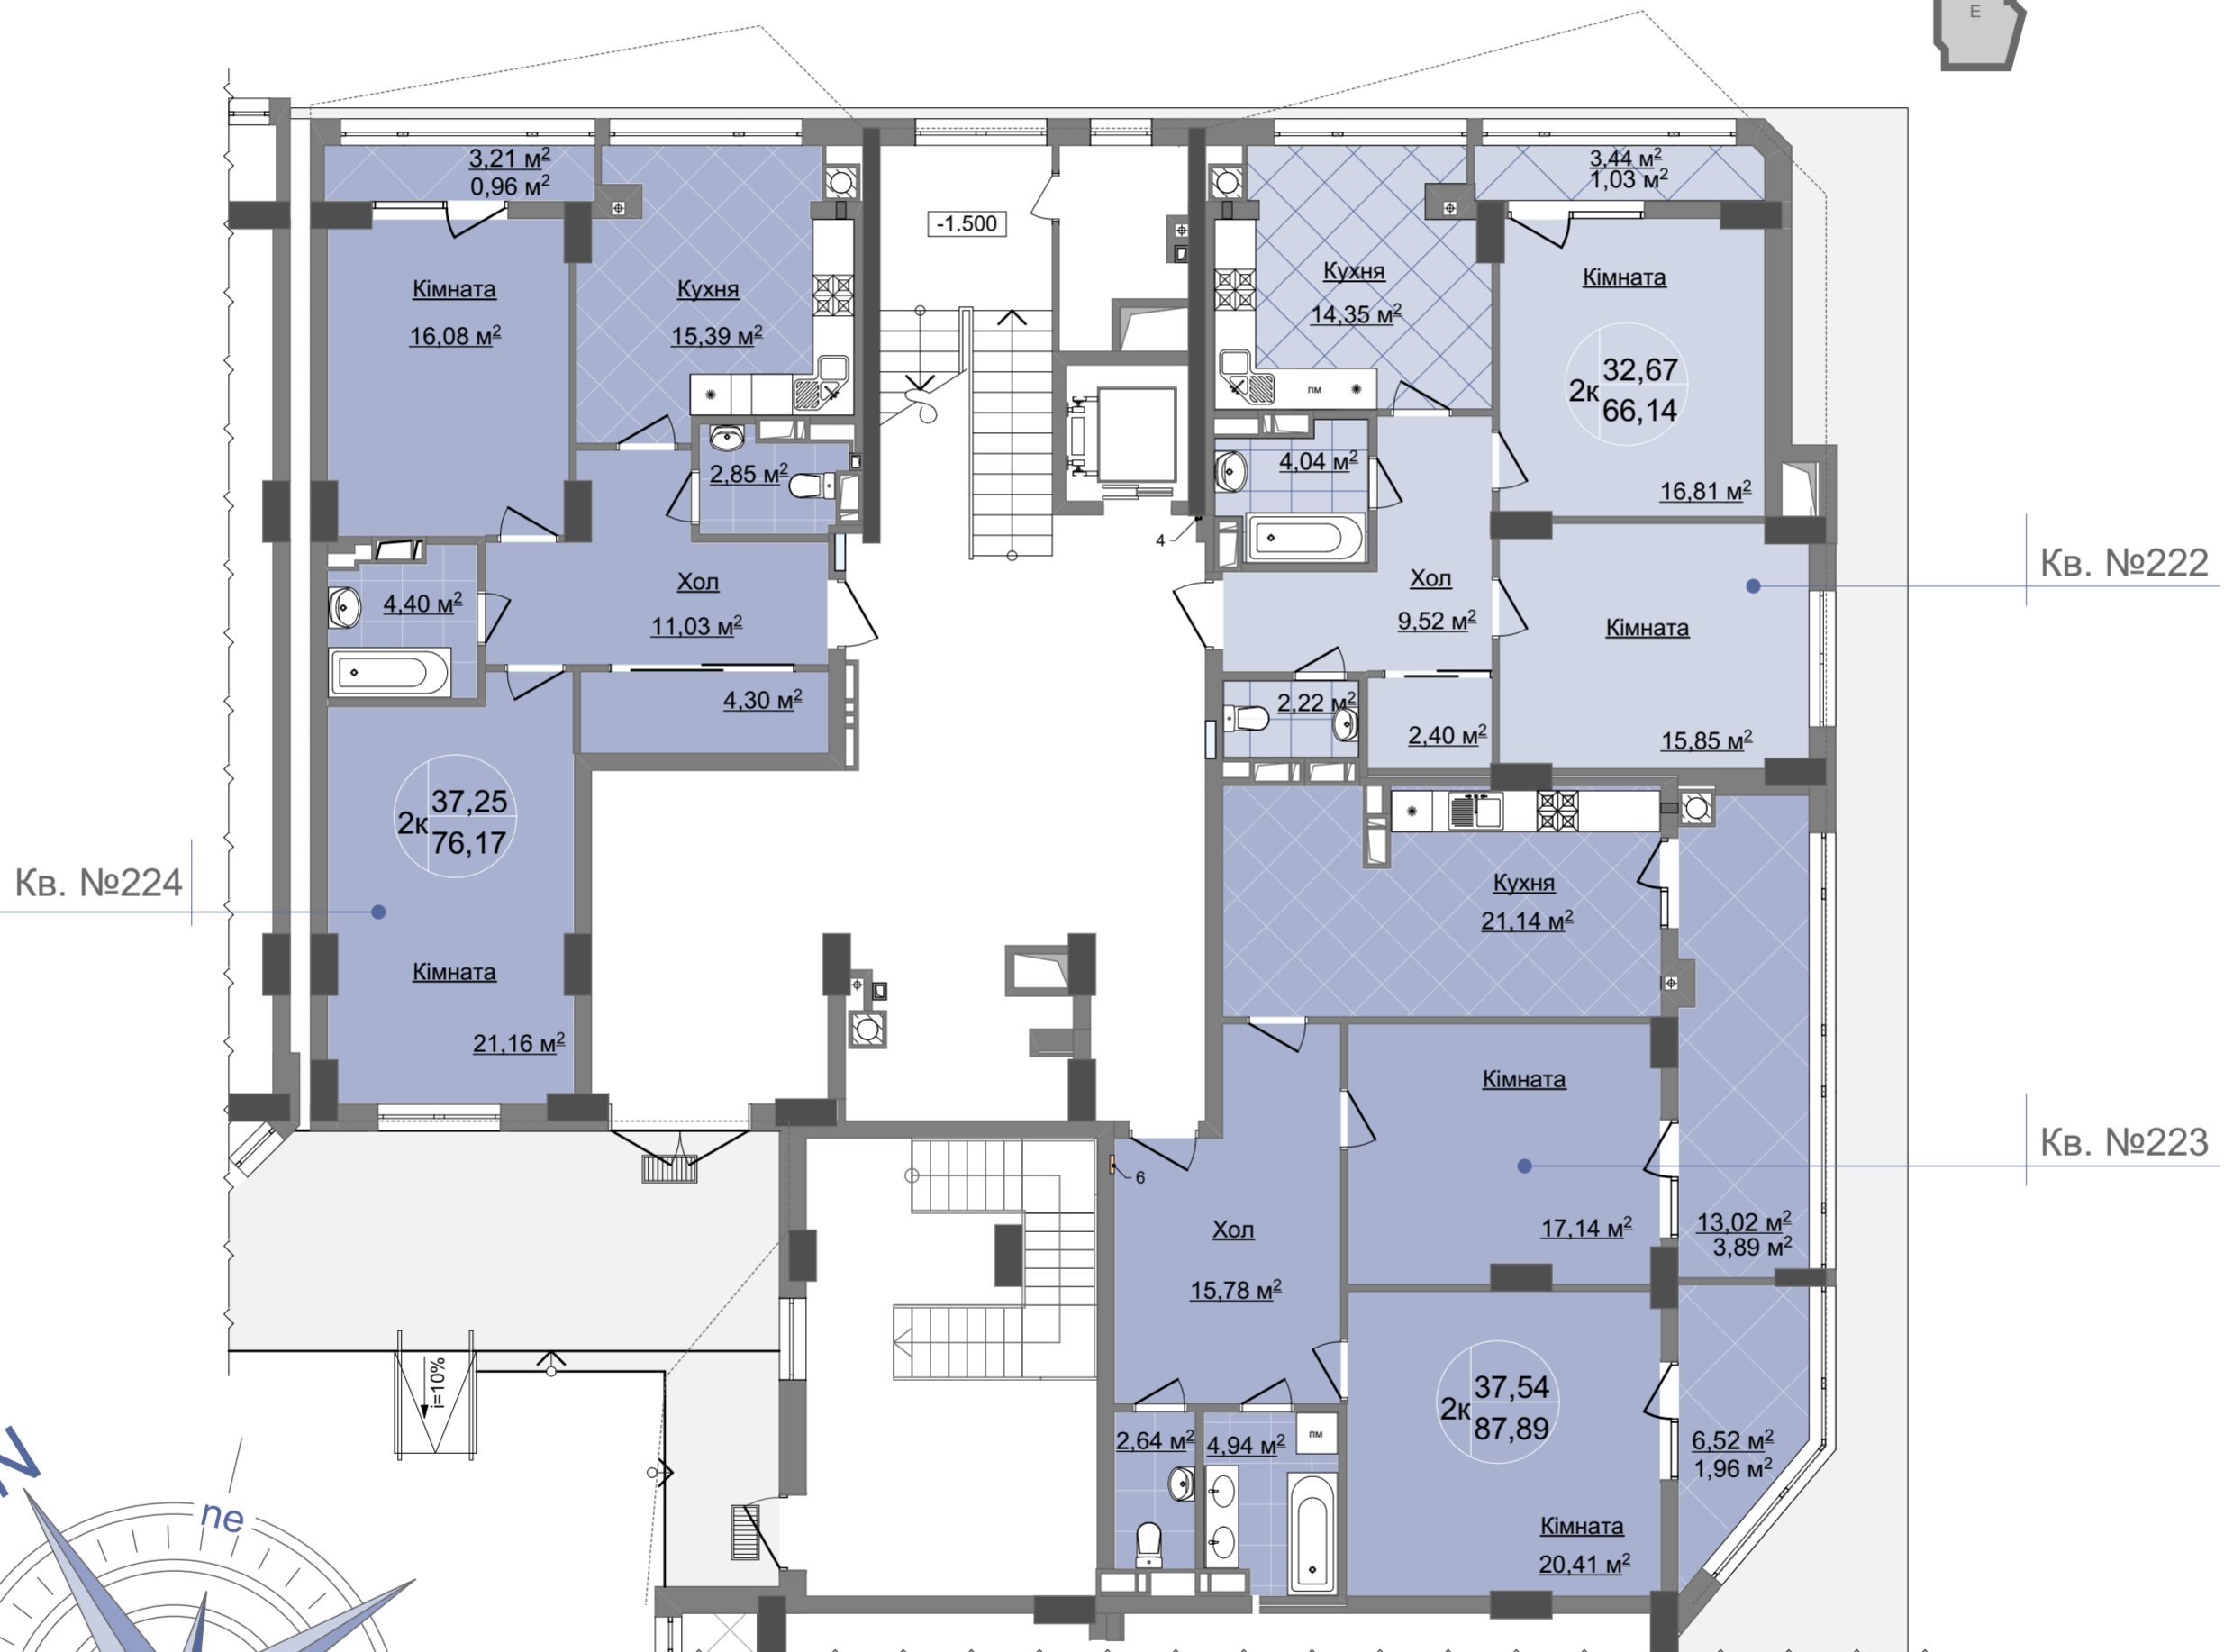 E
3,21 м²
0,96 м²
Кімната
16,08 м²
Кухня
15,39 м²
2,85 м²
4,40 м²
Хол
11,03 м²
4,30 м²
2к
37,25
76,17
Кв. №224
Кімната
21,16 м²
-1.500
4
3,44 м²
1,03 м²
Кухня
14,35 м²
пм
Кімната
2к
32,67
66,14
16,81 м²
4,04 м²
Хол
9,52 м²
Кв. №222
Кімната
15,85 м²
2,22 м²
2,40 м²
Кухня
21,14 м²
Кімната
17,14 м²
Кв. №223
13,02 м²
3,89 м²
6
Хол
15,78 м²
2,64 м²
4,94 м²
пм
2к
37,54
87,89
6,52 м²
1,96 м²
Кімната
20,41 м²
i=10%
N
ne